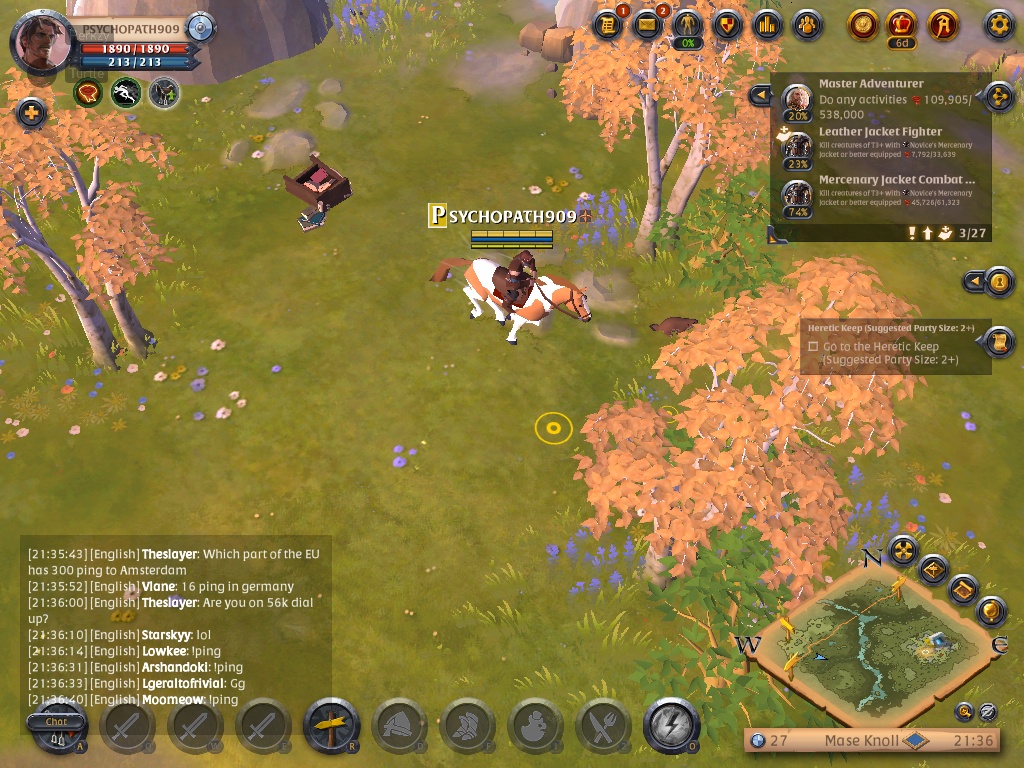 PSYCHOPATH909
1890 / 1890
213 / 213
Turtle
1
2
0%
6d
Master Adventurer
Do any activities 109,905/
538,000
20%
Leather Jacket Fighter
Kill creatures of T3+ with Novice's Mercenary
Jacket or better equipped 7,792/33,639
23%
Mercenary Jacket Combat ...
Kill creatures of T3+ with Novice's Mercenary
Jacket or better equipped 45,726/61,323
74%
3/27
PSYCHOPATH909
Heretic Keep (Suggested Party Size: 2+)
Go to the Heretic Keep
(Suggested Party Size: 2+)
[21:35:43] [English] Theslayer: Which part of the EU
has 300 ping to Amsterdam
[21:35:52] [English] Vlane: 16 ping in germany
[21:36:00] [English] Theslayer: Are you on 56k dial
up?
[21:36:10] [English] Starskyy: lol
[21:36:14] [English] Lowkee: !ping
[21:36:31] [English] Arshandoki: !ping
[21:36:33] [English] Lgeraltofrivial: Gg
[21:36:40] [English] Moomeow: !ping
N
W
E
Chat
A
W
R
O
27
Mase Knoll
21:36